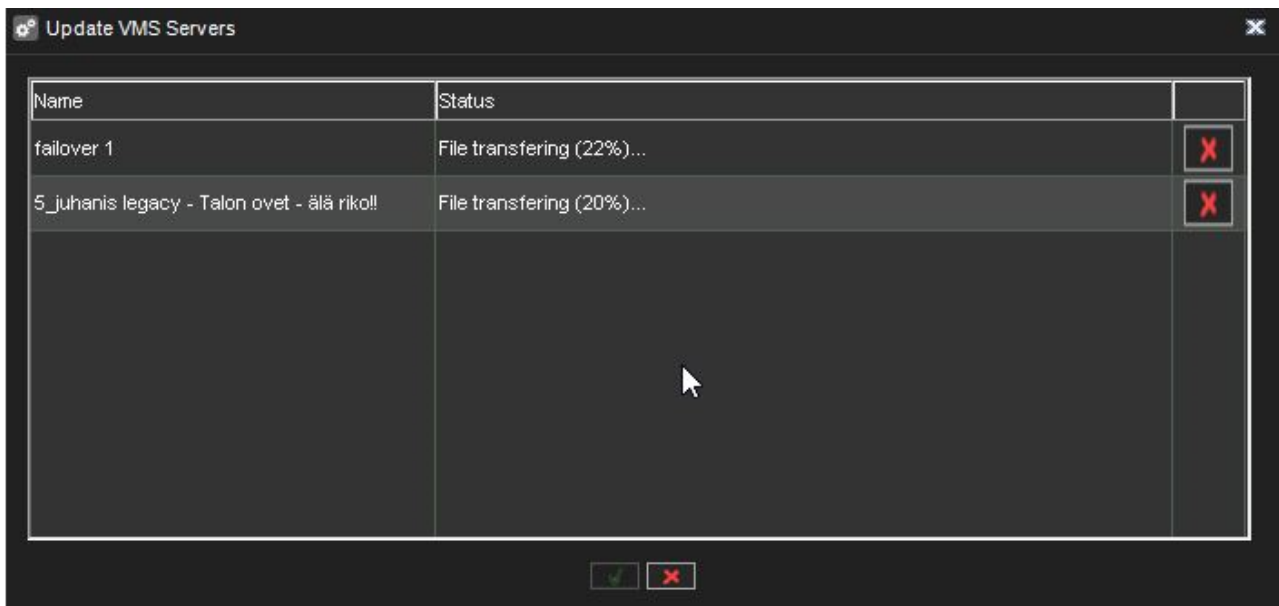 Update VMS Servers
Name Status
failover 1 File transfering (22%)...
5_juhanis legacy - Talon ovet - älä riko!! File transfering (20%)...